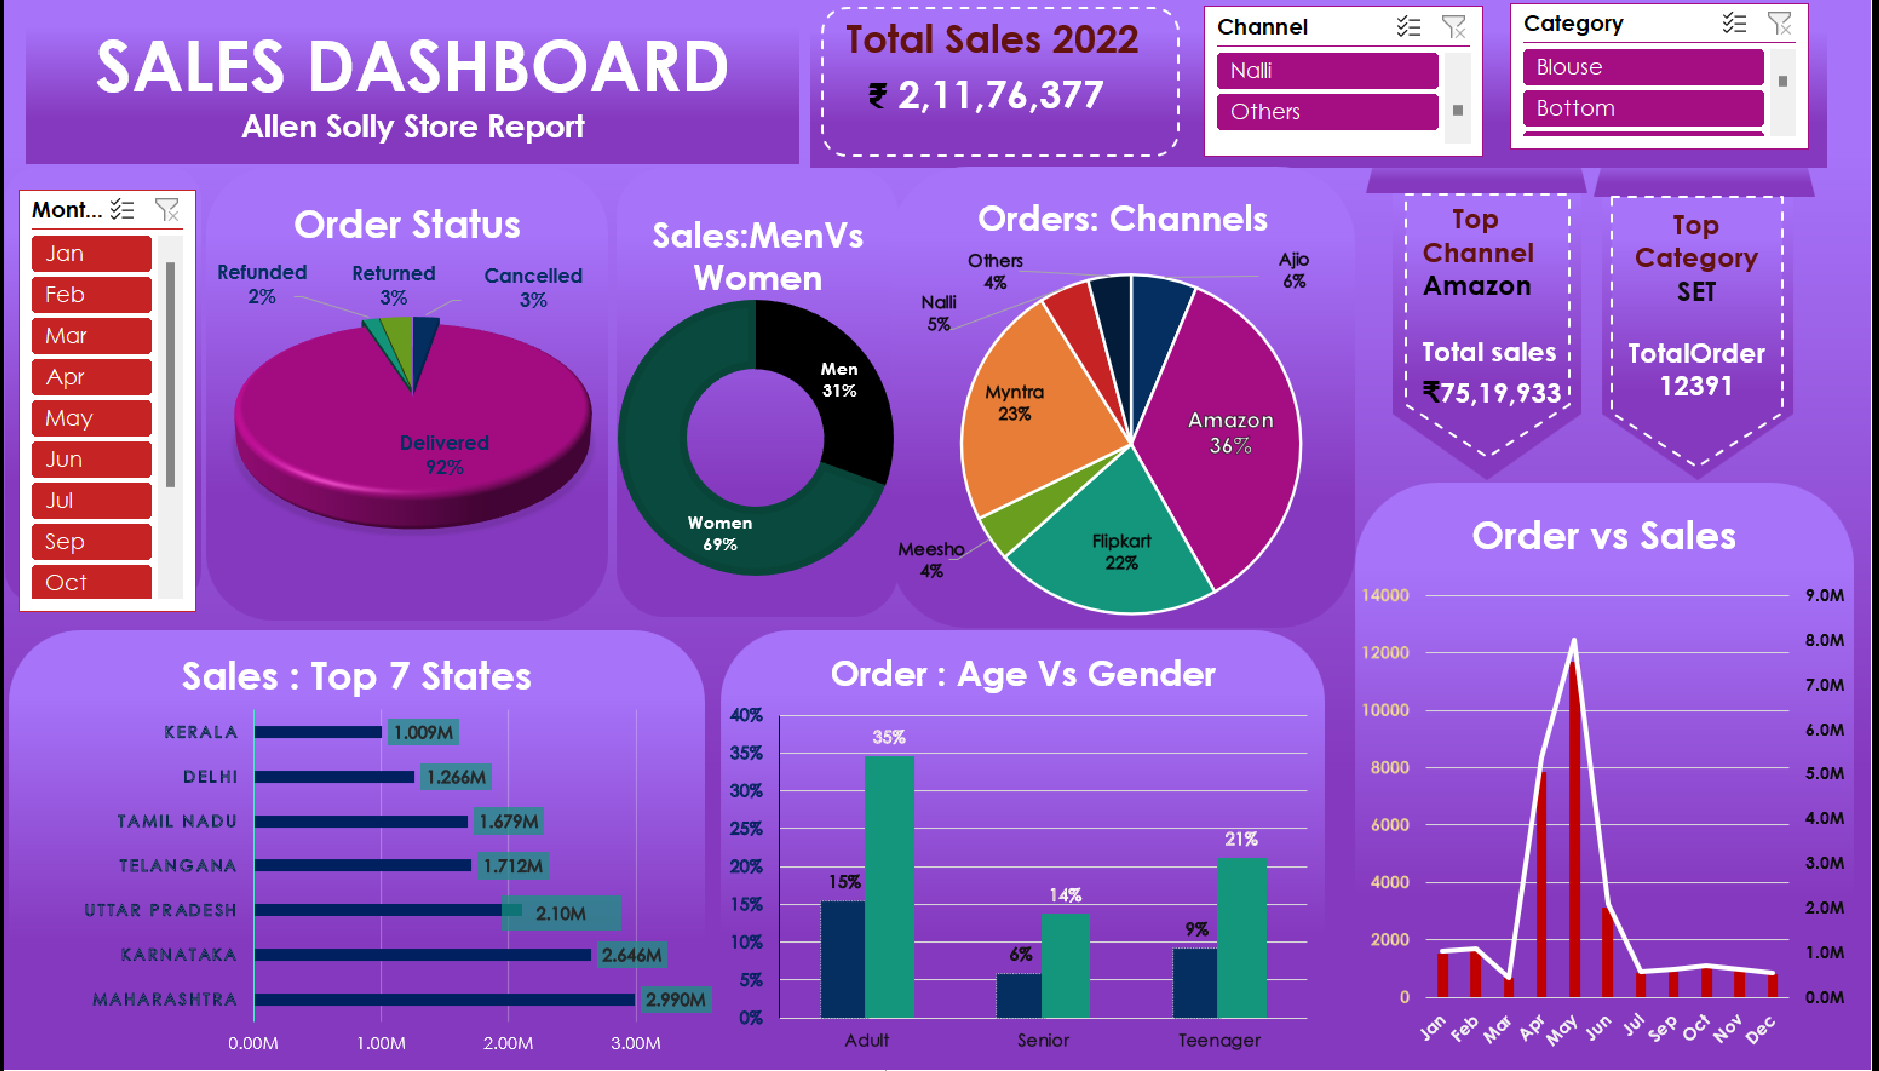 SALES DASHBOARD
Allen Solly Store Report
Total Sales 2022
₹ 2,11,76,377
Channel
Nalli
Others
Category
Blouse
Bottom
Mont...
Jan
Feb
Mar
Apr
May
Jun
Jul
Sep
Oct
Order Status
Refunded
2%
Returned
3%
Cancelled
3%
Delivered
92%
Sales:MenVs
Women
Men
31%
Women
69%
Orders: Channels
Others
4%
Ajio
6%
Nalli
5%
Myntra
23%
Amazon
36%
Meesho
4%
Flipkart
22%
Top
Channel
Amazon
Total sales
₹75,19,933
Top
Category
SET
TotalOrder
12391
Sales : Top 7 States
KERALA
1.009M
DELHI
1.266M
TAMIL NADU
1.679M
TELANGANA
1.712M
UTTAR PRADESH
2.10M
KARNATAKA
2.646M
MAHARASHTRA
2.990M
0.00M 1.00M 2.00M 3.00M
Order : Age Vs Gender
40%
35%
30%
25%
20%
15%
10%
5%
0%
15%
35%
6%
14%
9%
21%
Adult Senior Teenager
Order vs Sales
14000
12000
10000
8000
6000
4000
2000
0
9.0M
8.0M
7.0M
6.0M
5.0M
4.0M
3.0M
2.0M
1.0M
0.0M
Jan Feb Mar Apr May Jun Jul Sep Oct Nov Dec